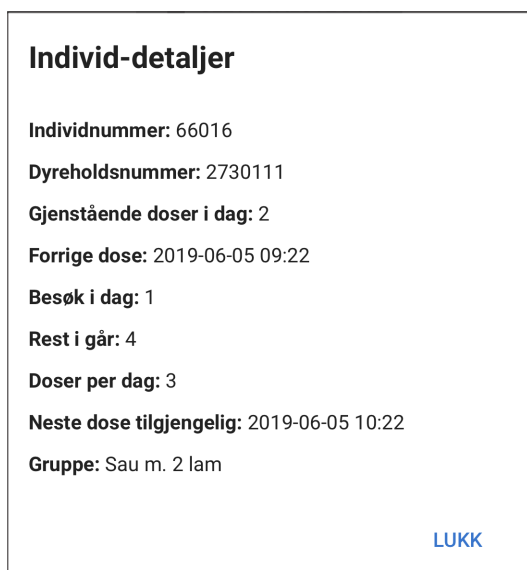 Individ-detaljer
Individnummer: 66016
Dyreholdsnummer: 2730111
Gjenstående doser i dag: 2
Forrige dose: 2019-06-05 09:22
Besøk i dag: 1
Rest i går: 4
Doser per dag: 3
Neste dose tilgjengelig: 2019-06-05 10:22
Gruppe: Sau m. 2 lam
LUKK